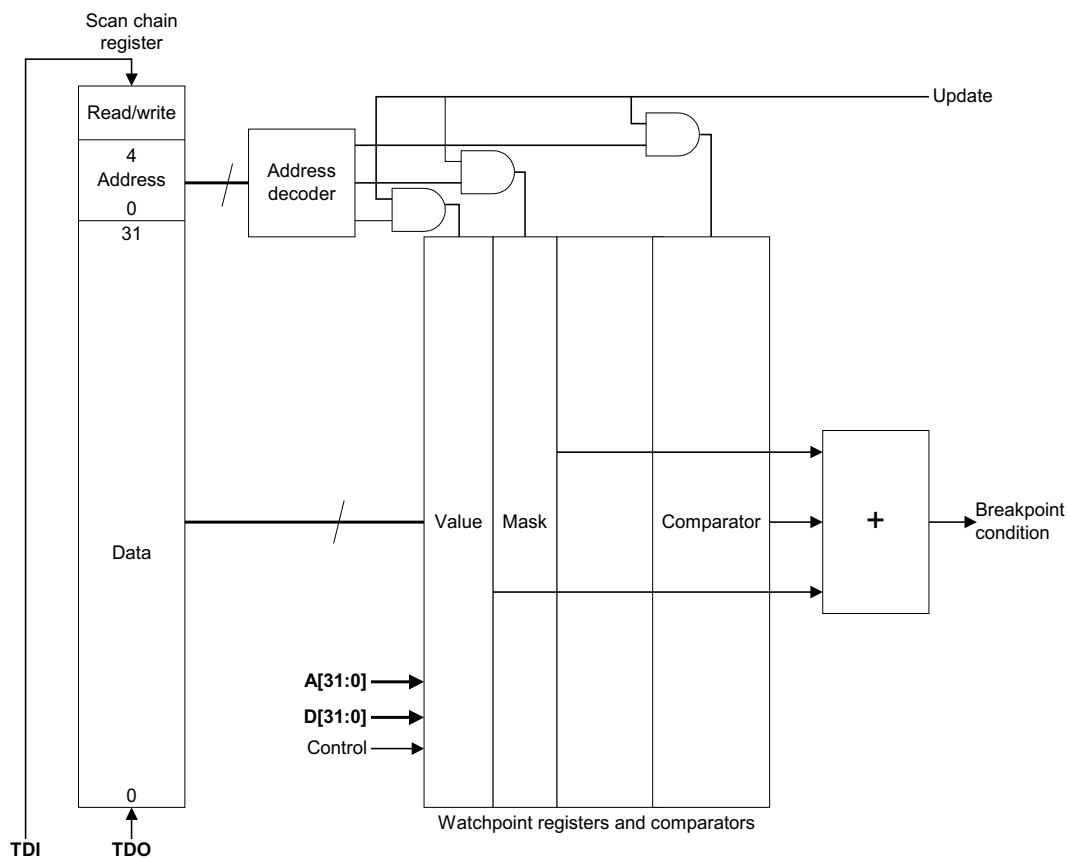 Scan chain
register
Read/write
Update
4
Address
0
Address
decoder
31
Value
Mask
Comparator
+
Breakpoint
condition
Data
A[31:0]
D[31:0]
Control
0
Watchpoint registers and comparators
TDI
TDO